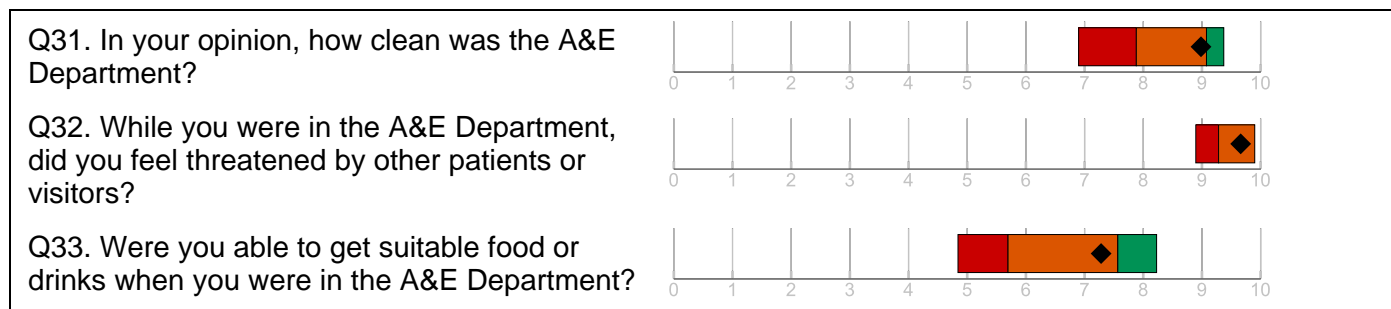 Q31. In your opinion, how clean was the A&E
Department?
0 1 2 3 4 5 6 7 8 9 10
Q32. While you were in the A&E Department,
did you feel threatened by other patients or
visitors?
0 1 2 3 4 5 6 7 8 9 10
Q33. Were you able to get suitable food or
drinks when you were in the A&E Department?
0 1 2 3 4 5 6 7 8 9 10